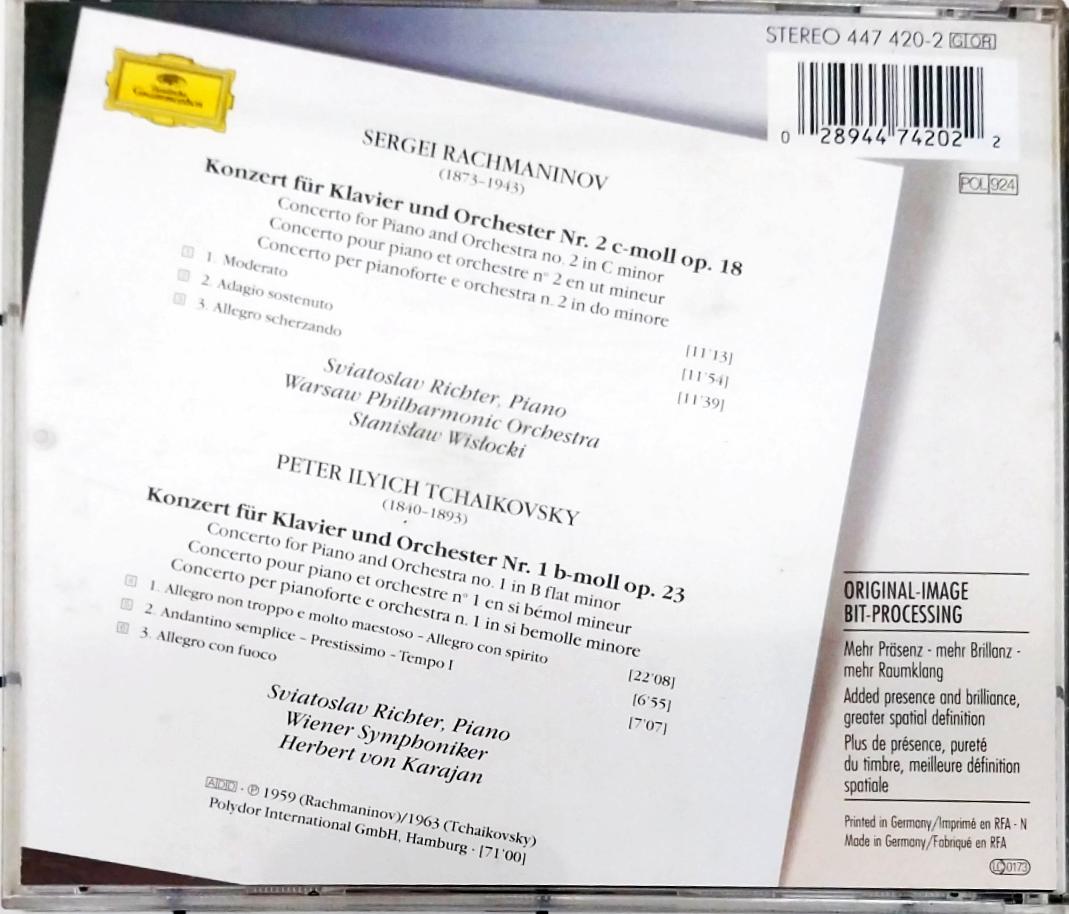 STEREO 447 420-2 GIOR
0 28944 74202 2
POL 924
Deutsche
Grammophon
SERGEI RACHMANINOV
(1873–1943)
Konzert für Klavier und Orchester Nr. 2 c-moll op. 18
Concerto for Piano and Orchestra no. 2 in C minor
Concerto pour piano et orchestre n° 2 en ut mineur
Concerto per pianoforte e orchestra n. 2 in do minore
1 1. Moderato [11'13]
2 2. Adagio sostenuto [11'54]
3 3. Allegro scherzando [11'39]
Sviatoslav Richter, Piano
Warsaw Philharmonic Orchestra
Stanisław Wisłocki
PETER ILYICH TCHAIKOVSKY
(1840–1893)
Konzert für Klavier und Orchester Nr. 1 b-moll op. 23
Concerto for Piano and Orchestra no. 1 in B flat minor
Concerto pour piano et orchestre n° 1 en si bémol mineur
Concerto per pianoforte e orchestra n. 1 in si bemolle minore
4 1. Allegro non troppo e molto maestoso – Allegro con spirito [22'08]
5 2. Andantino semplice – Prestissimo – Tempo I [6'55]
6 3. Allegro con fuoco [7'07]
Sviatoslav Richter, Piano
Wiener Symphoniker
Herbert von Karajan
ADD · ℗ 1959 (Rachmaninov)/1963 (Tchaikovsky)
Polydor International GmbH, Hamburg · [71'00]
ORIGINAL-IMAGE
BIT-PROCESSING
Mehr Präsenz - mehr Brillanz -
mehr Raumklang
Added presence and brilliance,
greater spatial definition
Plus de présence, pureté
du timbre, meilleure définition
spatiale
Printed in Germany/Imprimé en RFA - N
Made in Germany/Fabriqué en RFA
LC 0173